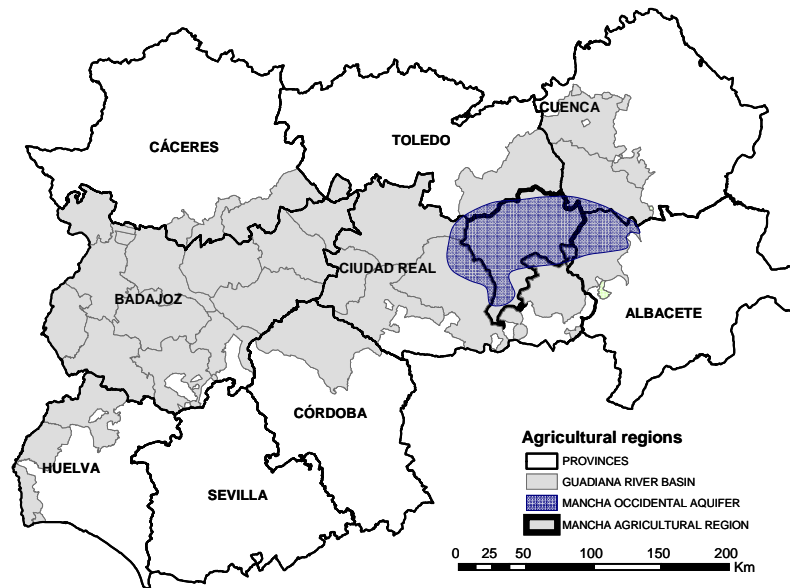 CUENCA
TOLEDO
CÁCERES
CIUDAD REAL
BADAJOZ
ALBACETE
CÓRDOBA
HUELVA
SEVILLA
Agricultural regions
PROVINCES
GUADIANA RIVER BASIN
MANCHA OCCIDENTAL AQUIFER
MANCHA AGRICULTURAL REGION
0 25 50 100 150 200
Km